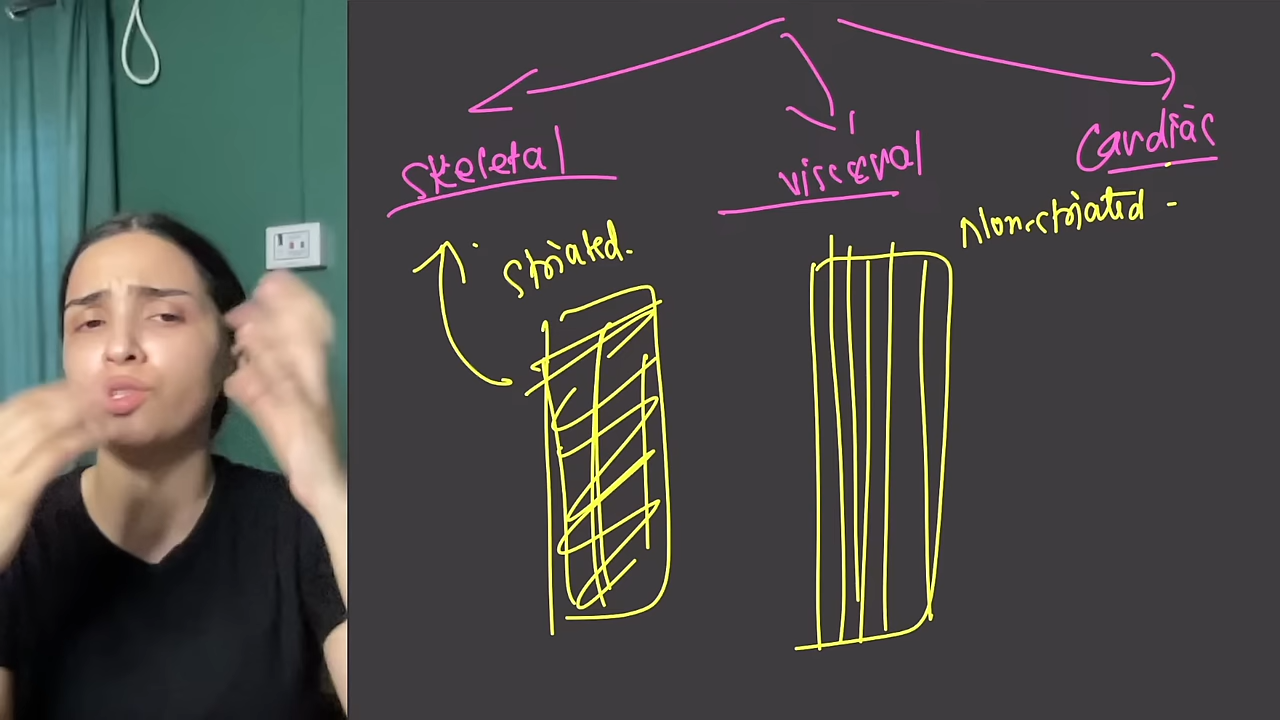 Skeletal
visceral
Cardiac
Striated.
Non-striated -